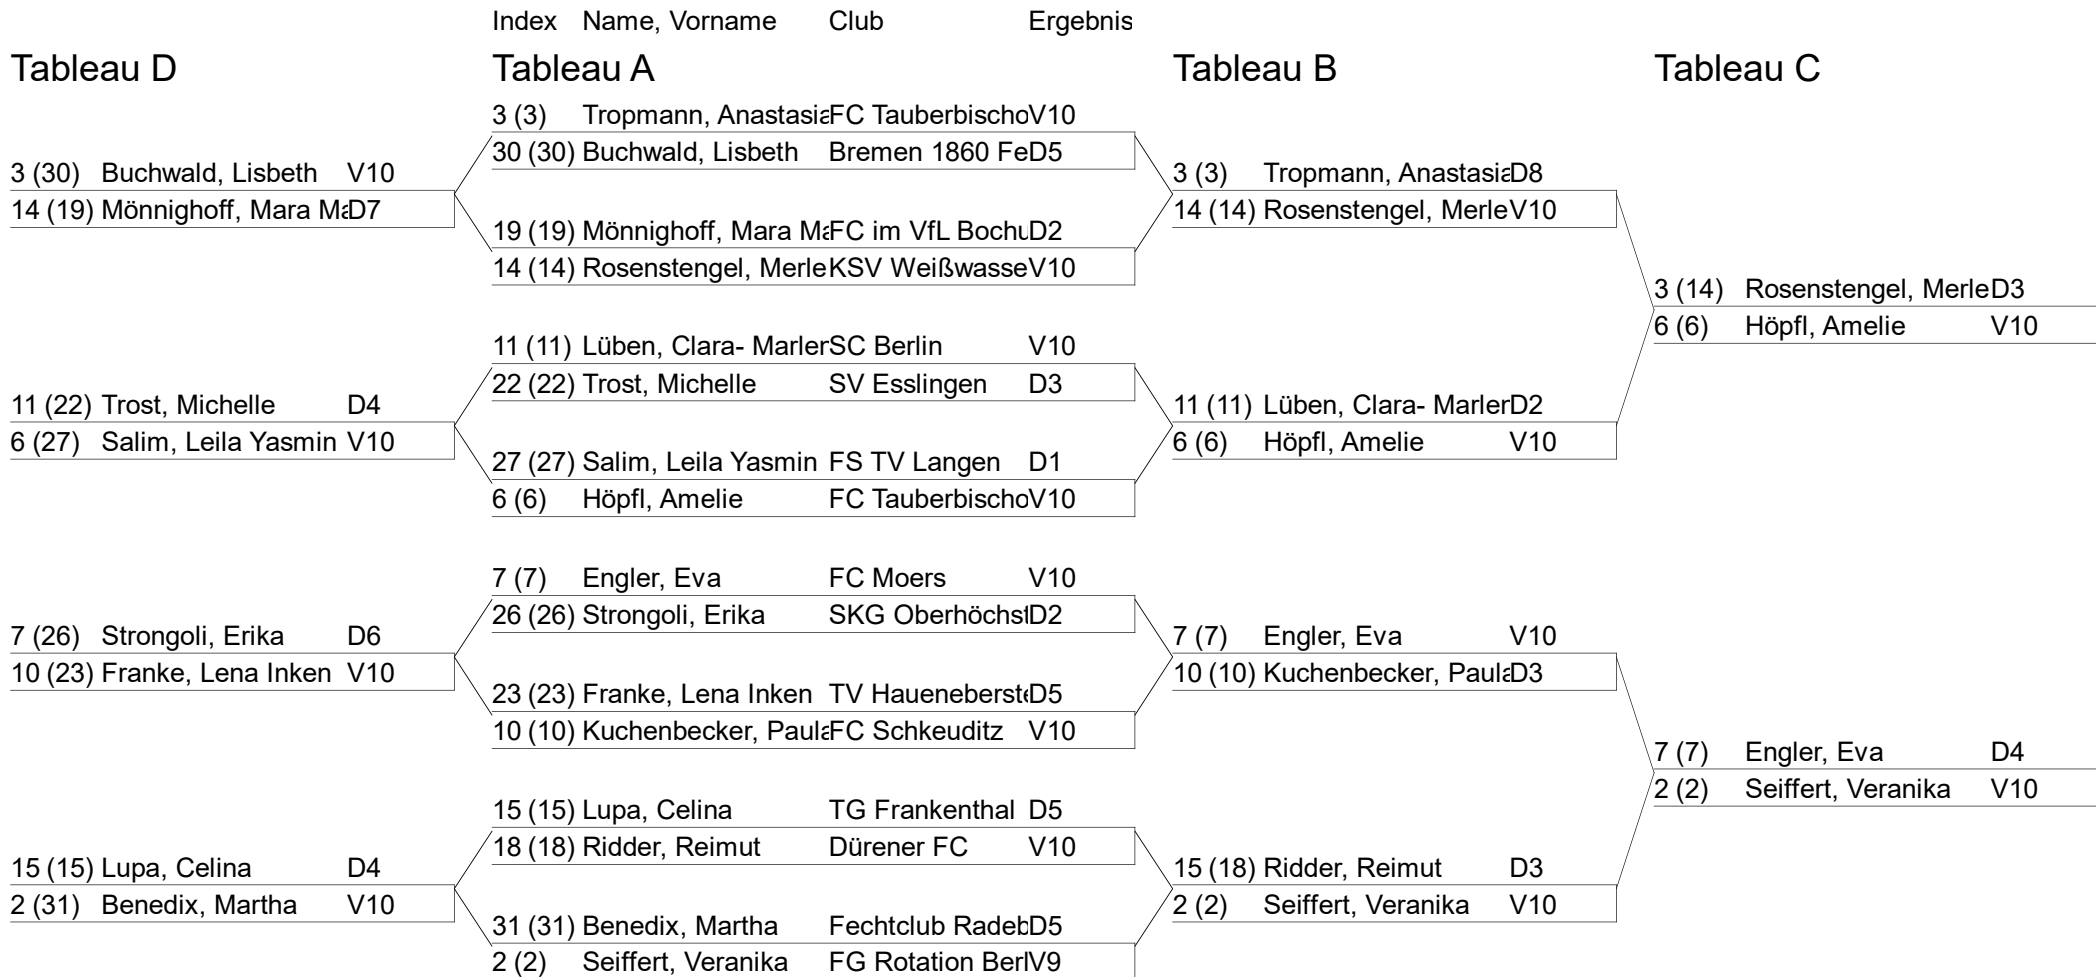 Index Name, Vorname Club Ergebnis
Tableau D Tableau A Tableau B Tableau C
3 (3) Tropmann, Anastasia FC Tauberbischo V10
30 (30) Buchwald, Lisbeth Bremen 1860 Fe D5
3 (30) Buchwald, Lisbeth V10 3 (3) Tropmann, Anastasia D8
14 (19) Mönnighoff, Mara Ma D7 14 (14) Rosenstengel, Merle V10
19 (19) Mönnighoff, Mara Ma FC im VfL Bochu D2
14 (14) Rosenstengel, Merle KSV Weißwasse V10
3 (14) Rosenstengel, Merle D3
6 (6) Höpfl, Amelie V10
11 (11) Lüben, Clara- Marlen SC Berlin V10
22 (22) Trost, Michelle SV Esslingen D3
11 (22) Trost, Michelle D4 11 (11) Lüben, Clara- Marlen D2
6 (27) Salim, Leila Yasmin V10 6 (6) Höpfl, Amelie V10
27 (27) Salim, Leila Yasmin FS TV Langen D1
6 (6) Höpfl, Amelie FC Tauberbischo V10
7 (7) Engler, Eva FC Moers V10
26 (26) Strongoli, Erika SKG Oberhöchst D2
7 (26) Strongoli, Erika D6 7 (7) Engler, Eva V10
10 (23) Franke, Lena Inken V10 10 (10) Kuchenbecker, Paula D3
23 (23) Franke, Lena Inken TV Haueneberste D5
10 (10) Kuchenbecker, Paula FC Schkeuditz V10
7 (7) Engler, Eva D4
2 (2) Seiffert, Veranika V10
15 (15) Lupa, Celina TG Frankenthal D5
18 (18) Ridder, Reimut Dürener FC V10
15 (15) Lupa, Celina D4 15 (18) Ridder, Reimut D3
2 (31) Benedix, Martha V10 2 (2) Seiffert, Veranika V10
31 (31) Benedix, Martha Fechtclub Radeb D5
2 (2) Seiffert, Veranika FG Rotation Berl V9